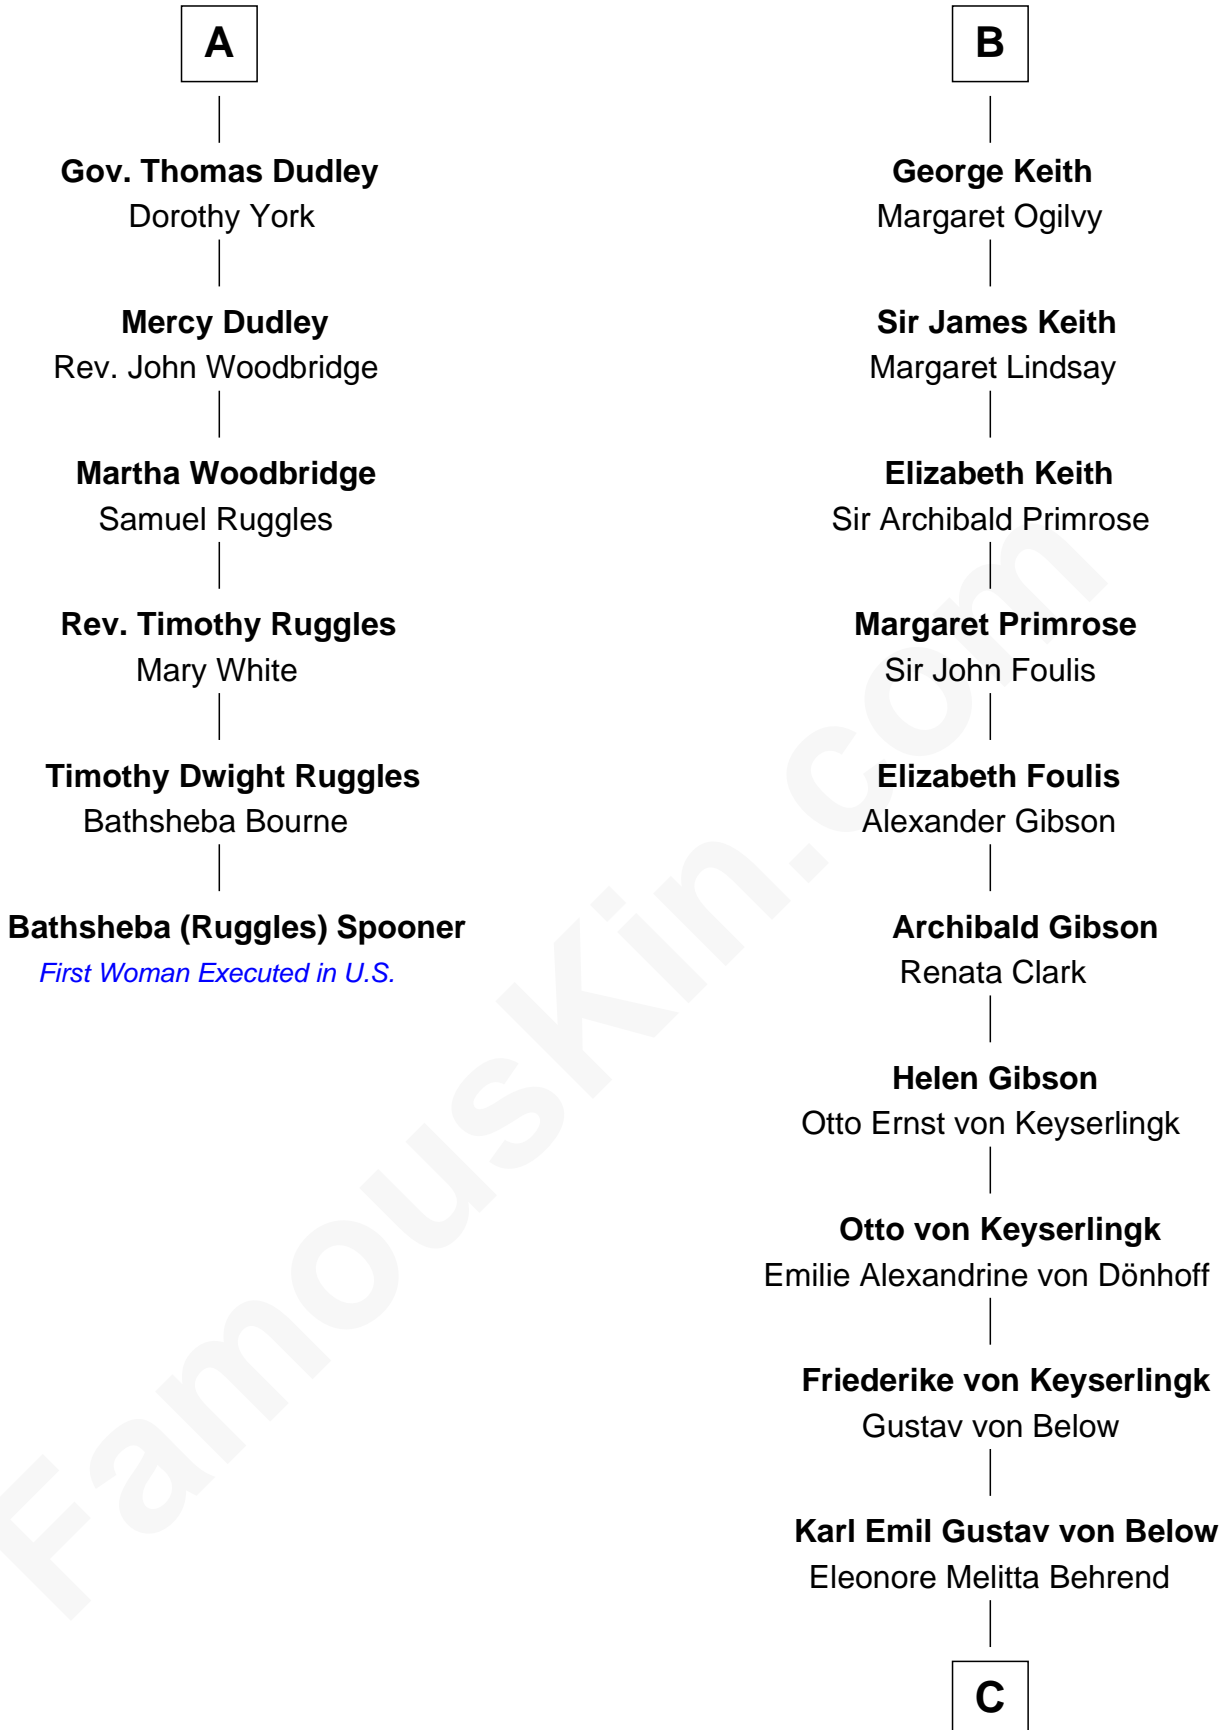 A
Gov. Thomas Dudley
Dorothy York
Mercy Dudley
Rev. John Woodbridge
Martha Woodbridge
Samuel Ruggles
Rev. Timothy Ruggles
Mary White
Timothy Dwight Ruggles
Bathsheba Bourne
Bathsheba (Ruggles) Spooner
First Woman Executed in U.S.
B
George Keith
Margaret Ogilvy
Sir James Keith
Margaret Lindsay
Elizabeth Keith
Sir Archibald Primrose
Margaret Primrose
Sir John Foulis
Elizabeth Foulis
Alexander Gibson
Archibald Gibson
Renata Clark
Helen Gibson
Otto Ernst von Keyserlingk
Otto von Keyserlingk
Emilie Alexandrine von Dönhoff
Friederike von Keyserlingk
Gustav von Below
Karl Emil Gustav von Below
Eleonore Melitta Behrend
C
FamousKin.com